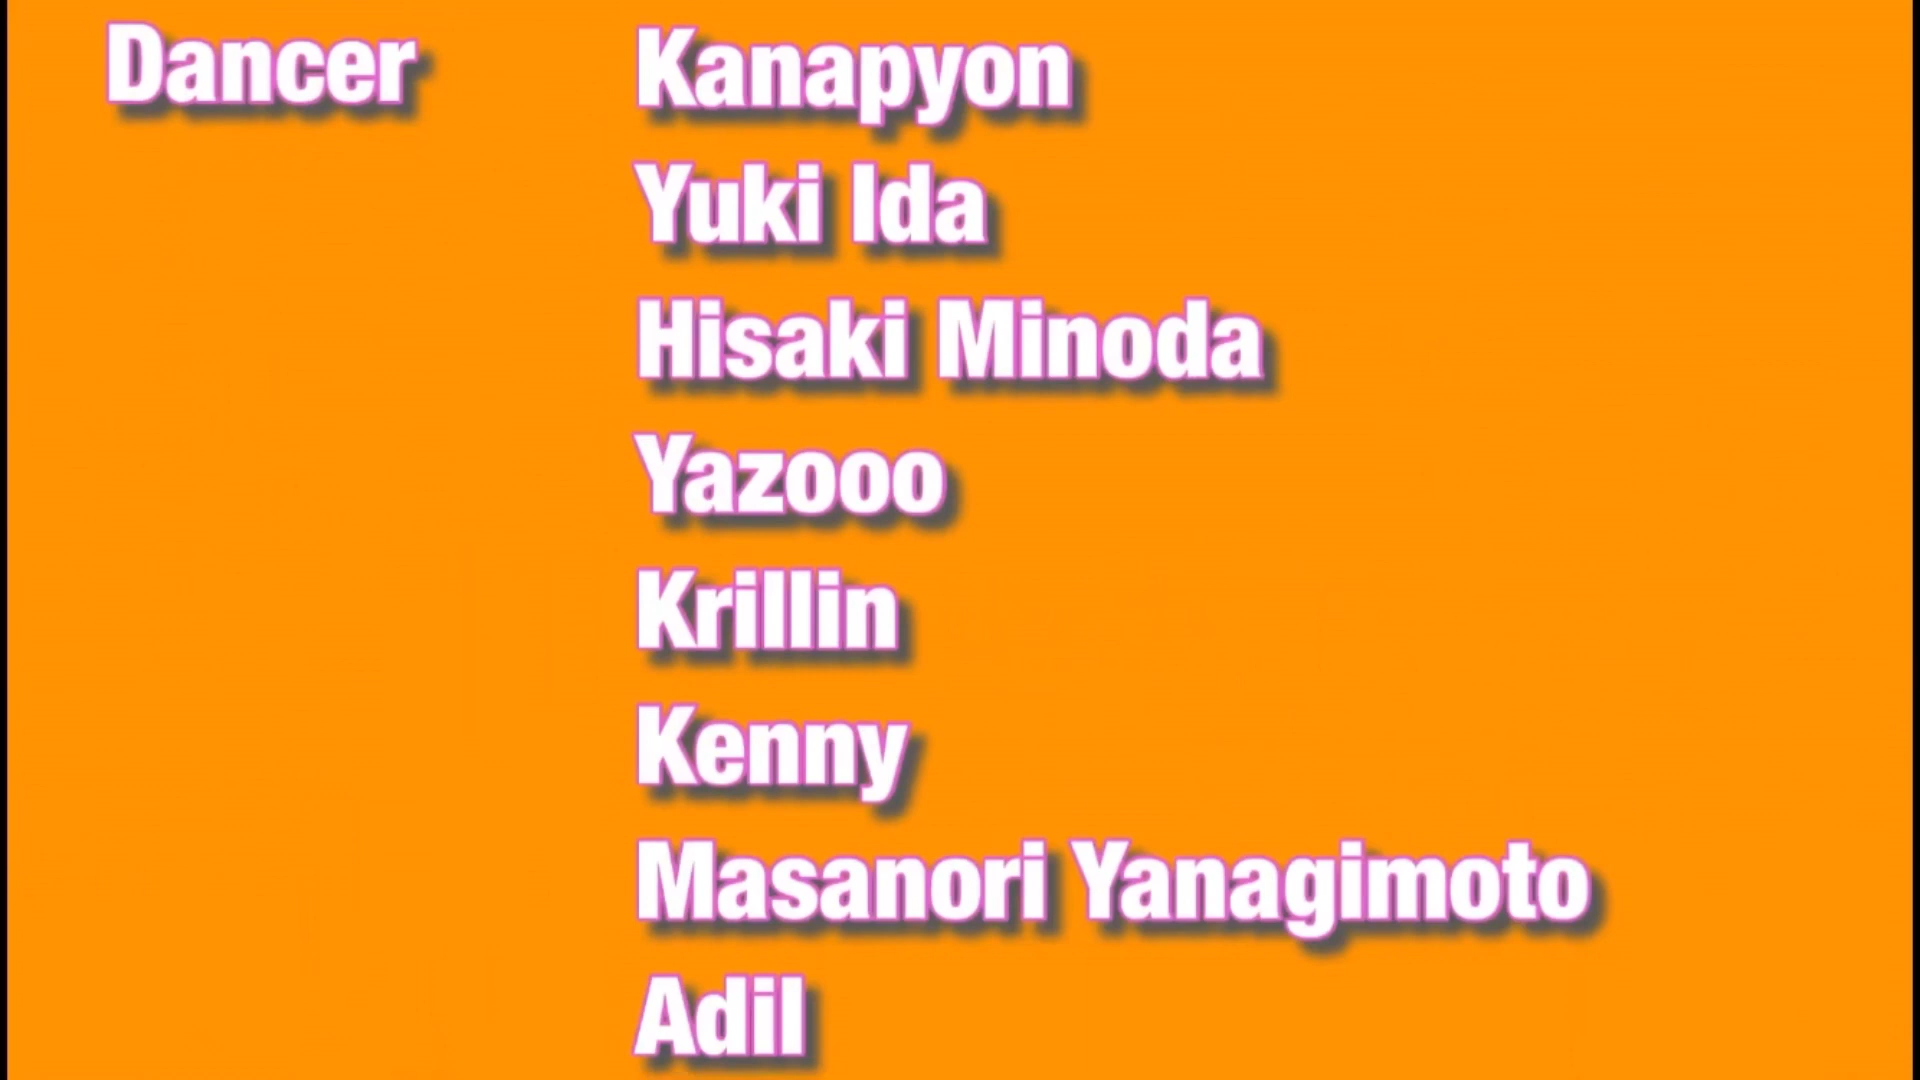 Dancer Kanapyon
Yuki Ida
Hisaki Minoda
Yazooo
Krillin
Kenny
Masanori Yanagimoto
Adil